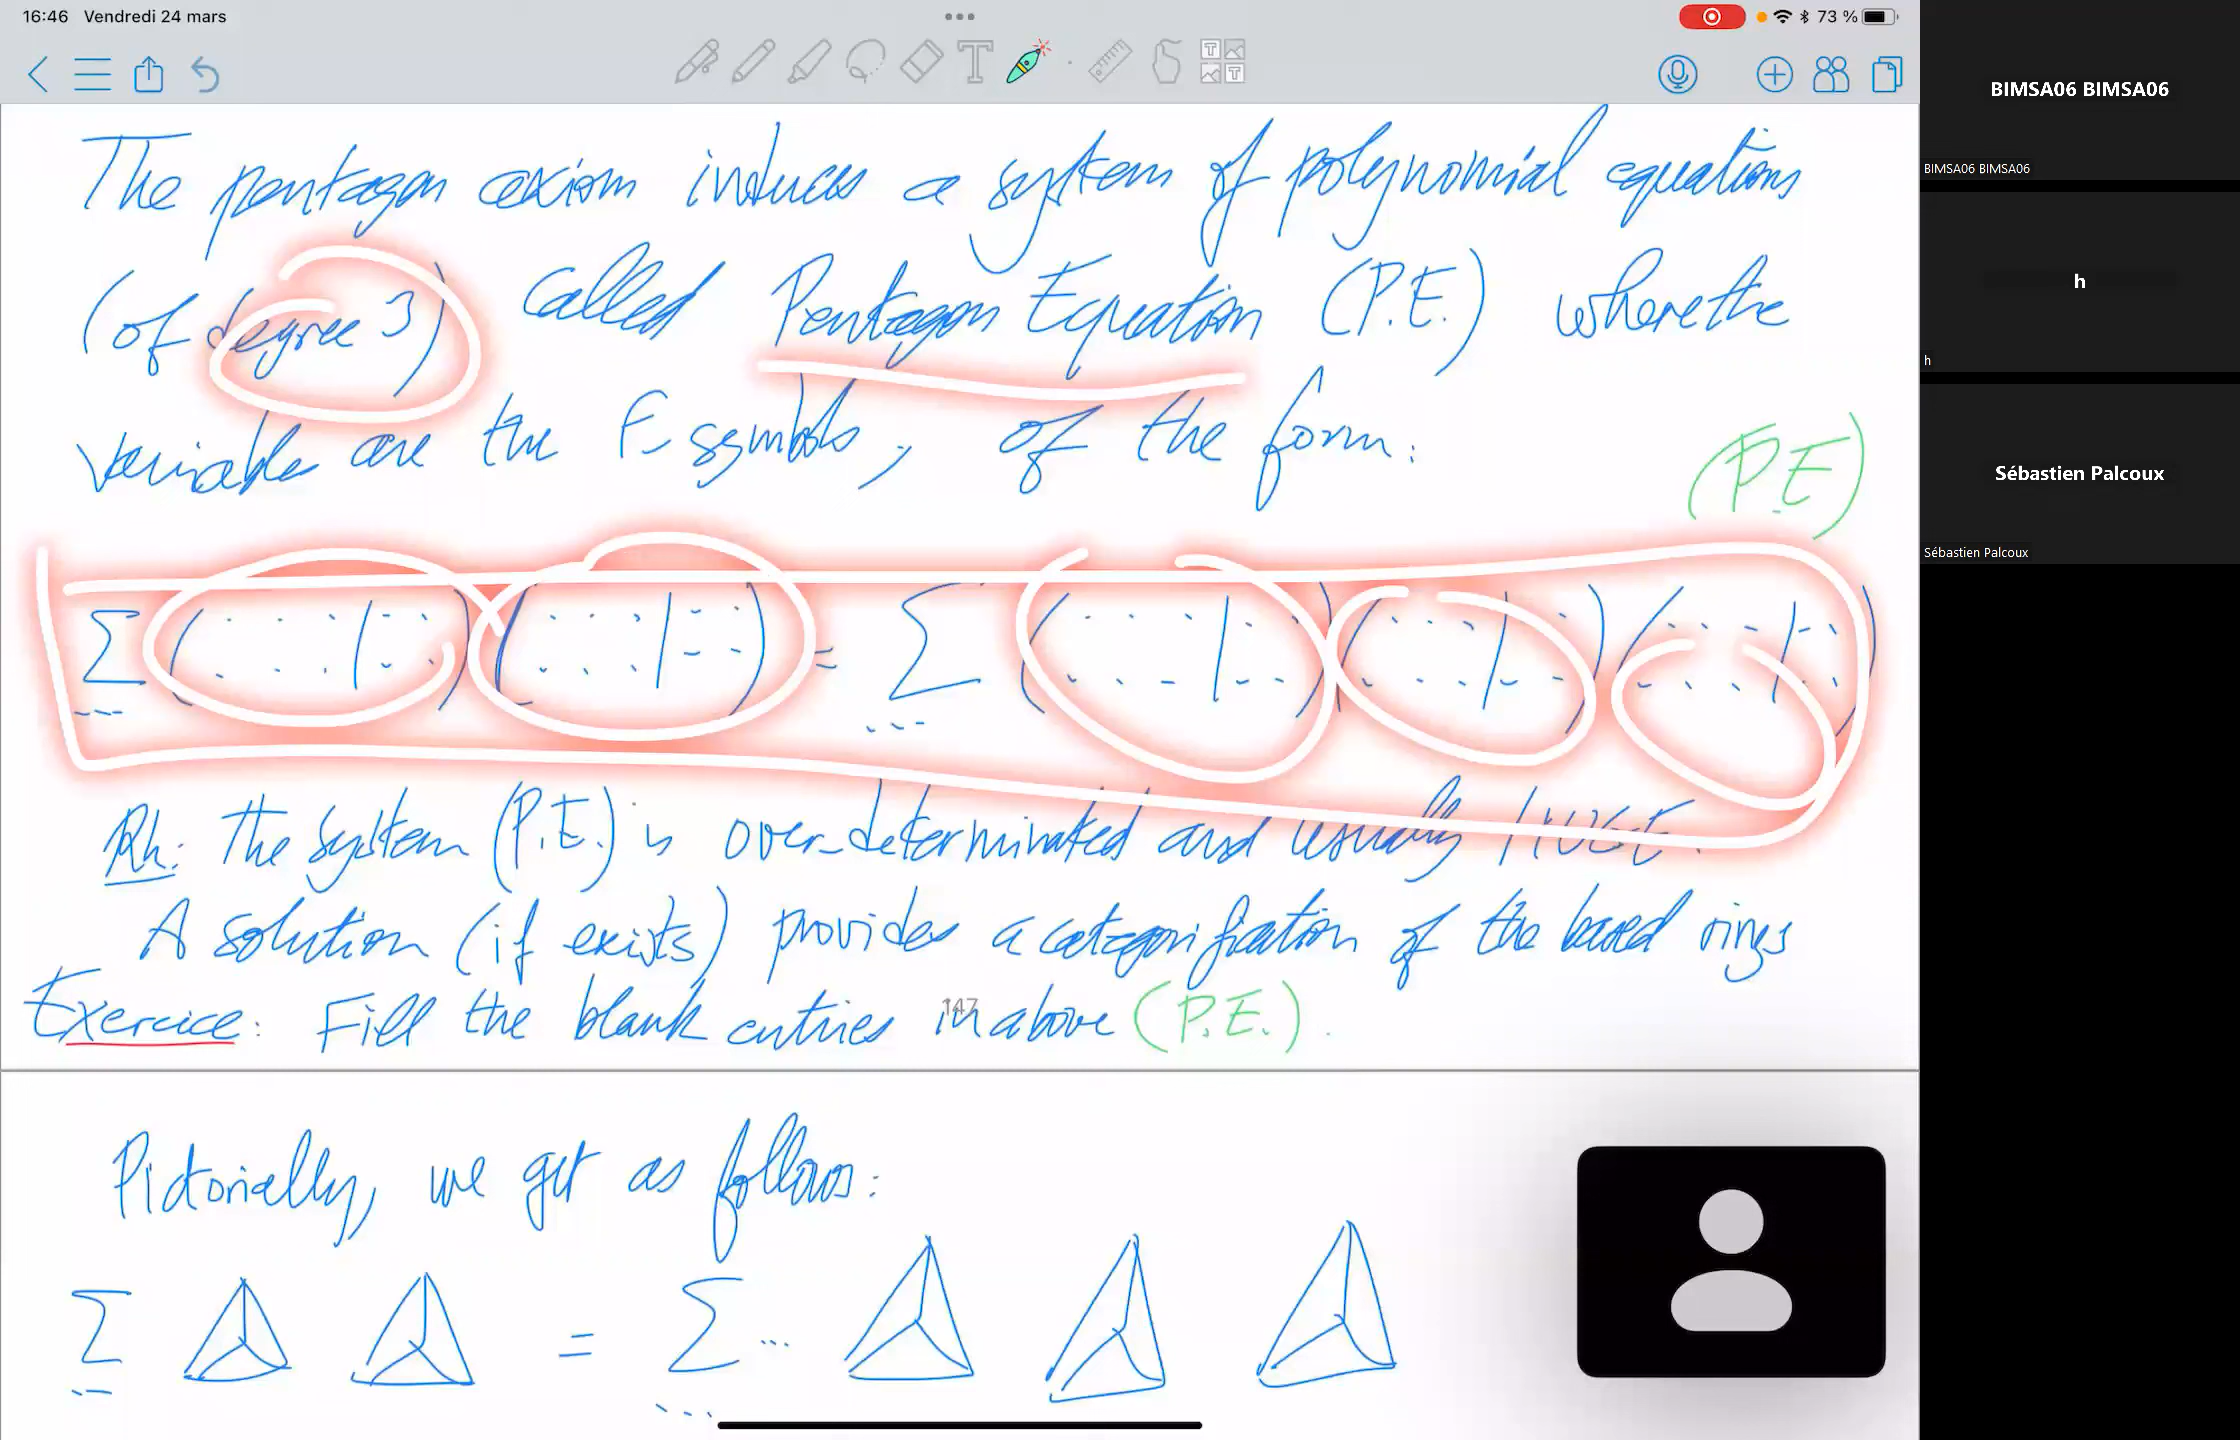 16:46 Vendredi 24 mars
73 %
The pentagon axiom induces a system of polynomial equations
(of degree 3) called Pentagon Equation (P.E.) where the
variable are the F-symbols, of the form:
(P.E)
Σ ( | ) ( | ) = Σ ( | ) ( | ) ( | )
Rk: The system (P.E.) is over-determinated and usually HUGE.
A solution (if exists) provides a categorification of the based rings
Exercice: Fill the blank entries in above (P.E.).
147
Pictorially, we get as follows:
Σ = Σ ...
BIMSA06 BIMSA06
BIMSA06 BIMSA06
h
h
Sébastien Palcoux
Sébastien Palcoux